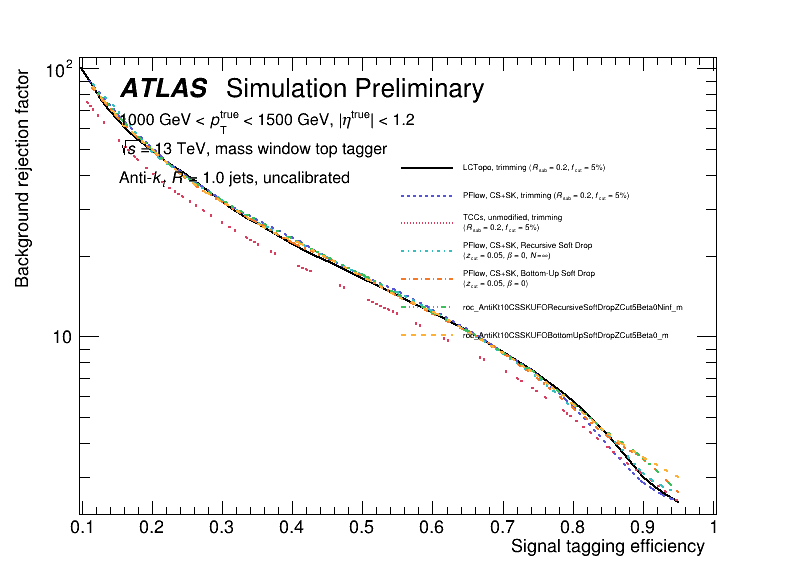 10²
ATLAS Simulation Preliminary
1000 GeV < p_T^true < 1500 GeV, |η^true| < 1.2
√s = 13 TeV, mass window top tagger
Anti-k_t R = 1.0 jets, uncalibrated
LCTopo, trimming (R_sub = 0.2, f_cut = 5%)
PFlow, CS+SK, trimming (R_sub = 0.2, f_cut = 5%)
TCCs, unmodified, trimming
(R_sub = 0.2, f_cut = 5%)
PFlow, CS+SK, Recursive Soft Drop
(z_cut = 0.05, β = 0, N=∞)
PFlow, CS+SK, Bottom-Up Soft Drop
(z_cut = 0.05, β = 0)
roc_AntiKt10CSSKUFORecursiveSoftDropZCut5Beta0Ninf_m
roc_AntiKt10CSSKUFOBottomUpSoftDropZCut5Beta0_m
10
Background rejection factor
0.1 0.2 0.3 0.4 0.5 0.6 0.7 0.8 0.9 1
Signal tagging efficiency